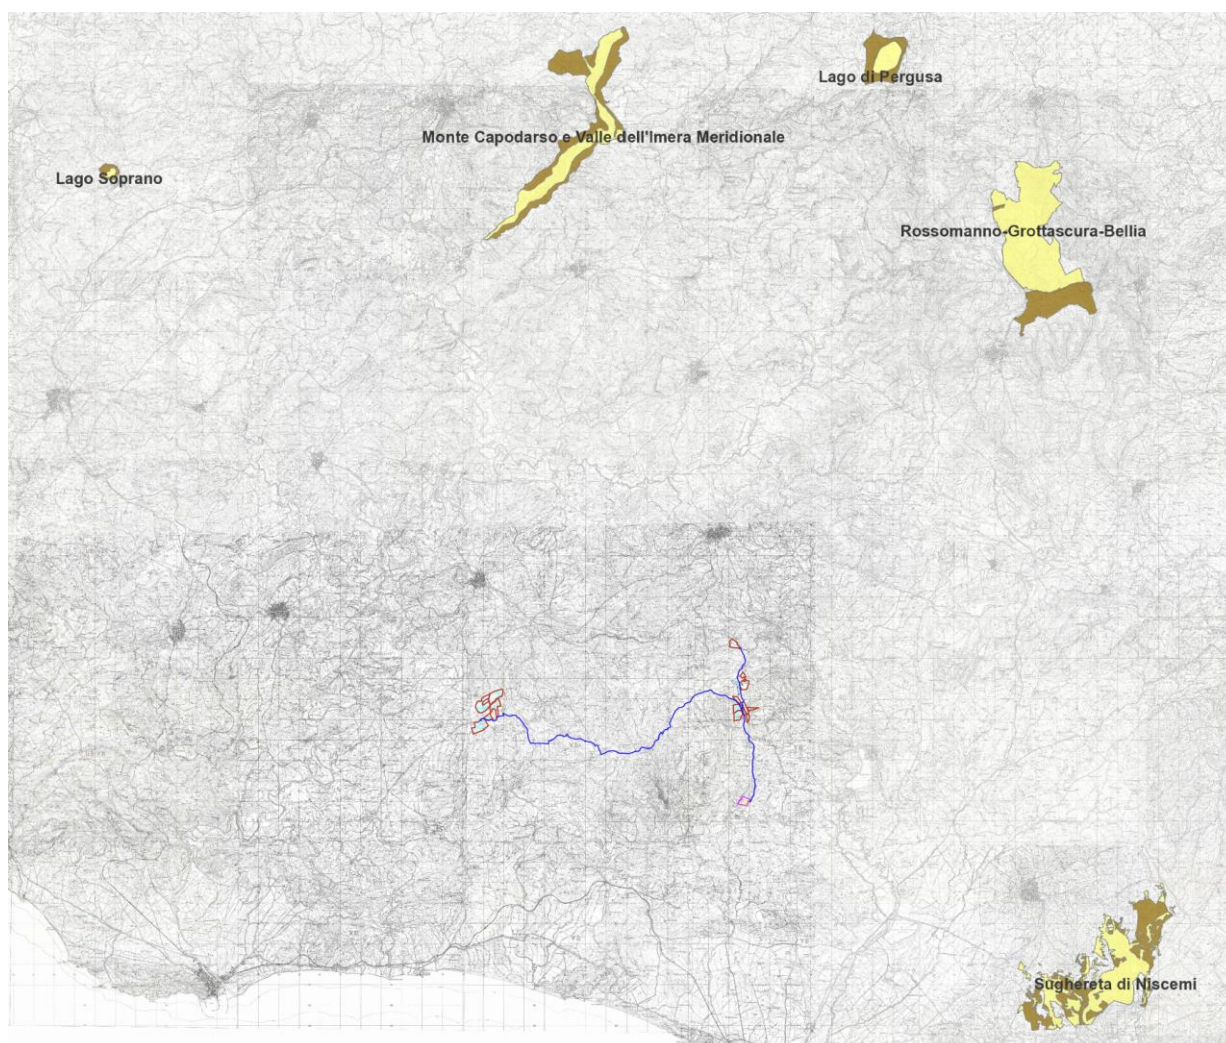 Lago di Pergusa
Monte Capodarso e Valle dell'Imera Meridionale
Lago Soprano
Rossomanno-Grottascura-Bellia
Sughereta di Niscemi